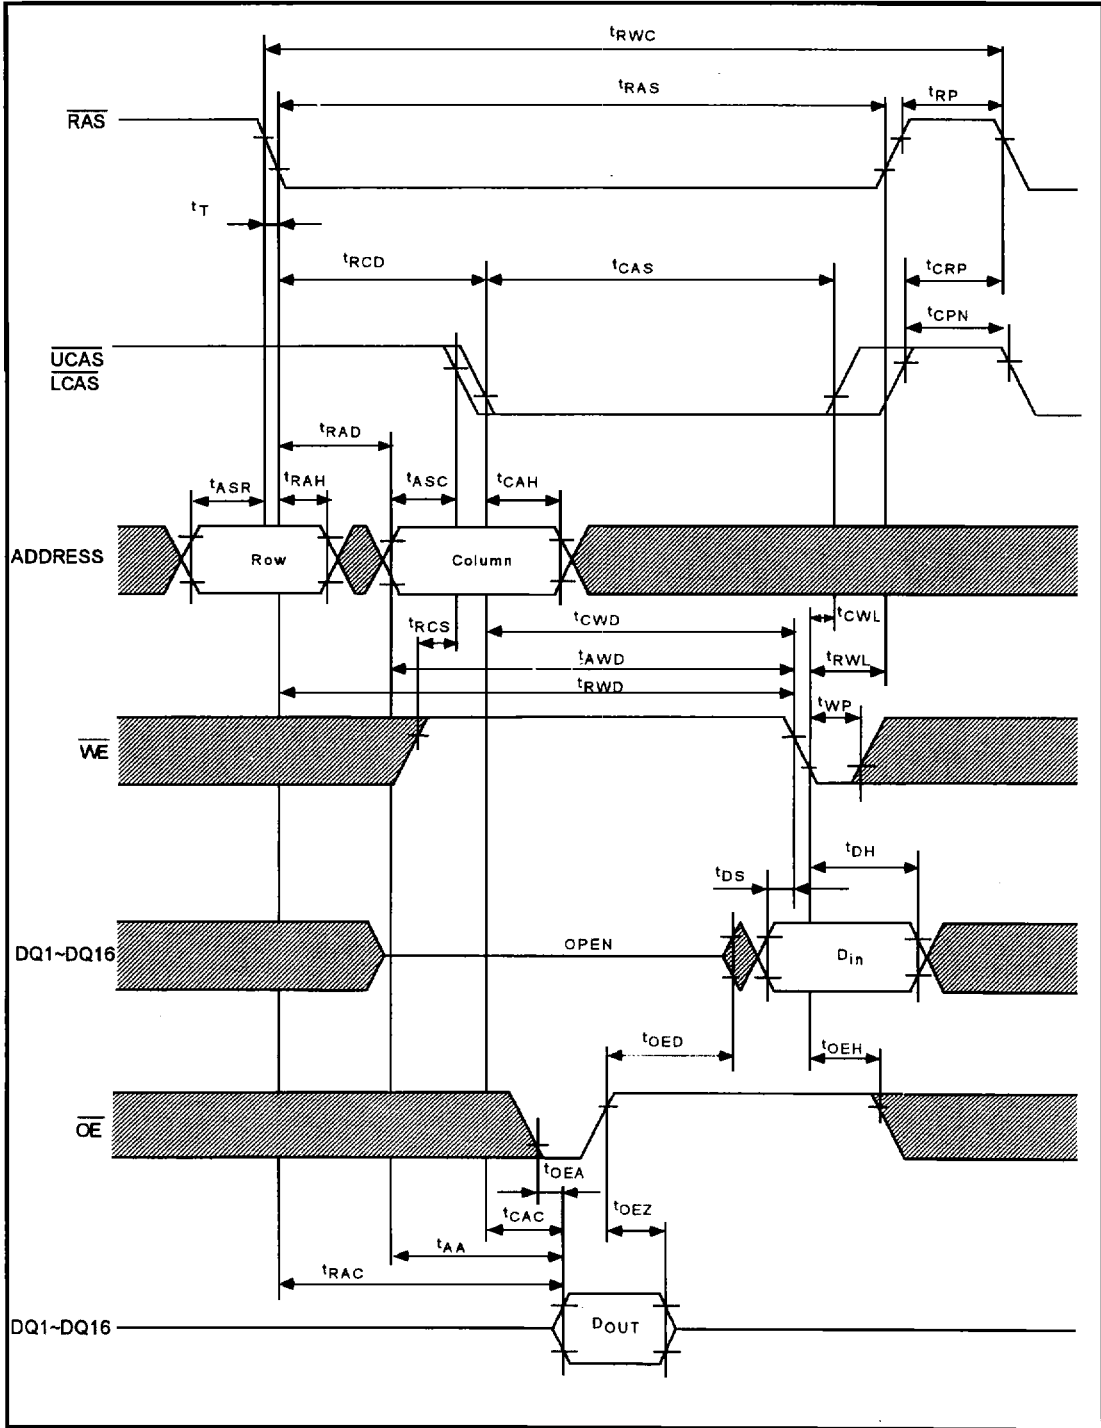 tRWC
tRAS
tRP
RAS
tT
tRCD
tCAS
tCRP
tCPN
UCAS
LCAS
tRAD
tASR
tRAH
tASC
tCAH
ADDRESS
Row
Column
tRCS
tCWD
tCWL
tAWD
tRWL
tRWD
tWP
WE
tDH
tDS
DQ1~DQ16
OPEN
Din
tOED
tOEH
OE
tOEA
tCAC
tOEZ
tAA
tRAC
DQ1~DQ16
DOUT